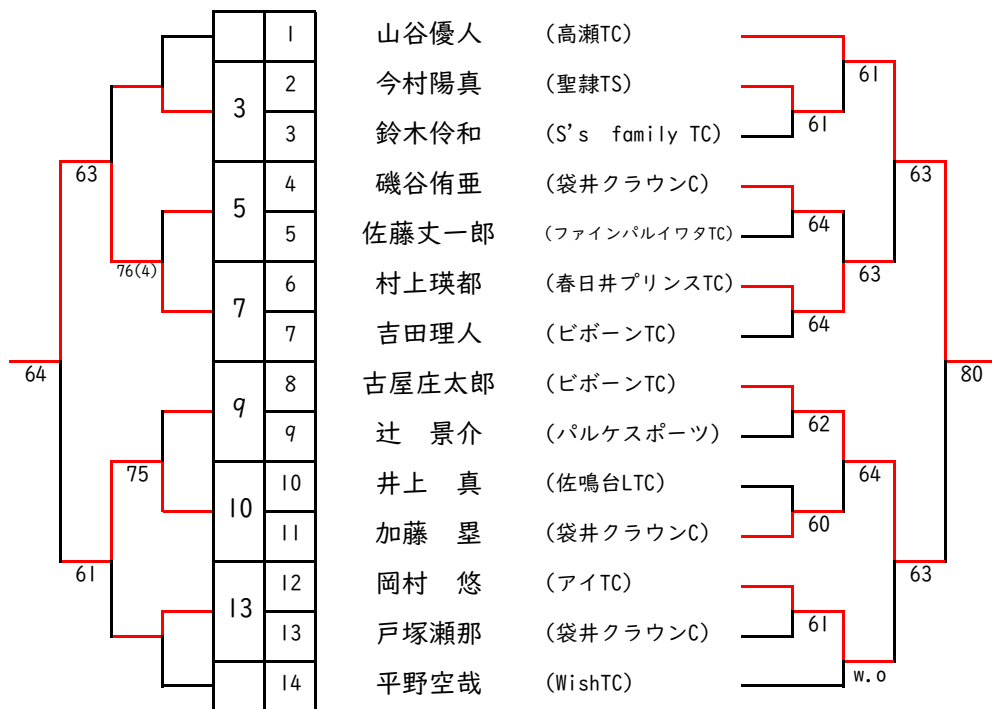 1 山谷優人 (高瀬TC)
61
2 今村陽真 (聖隷TS)
3
61
3 鈴木伶和 (S's family TC)
63 63
4 磯谷侑亜 (袋井クラウンC)
5
64
5 佐藤丈一郎 (ファインパルイワタTC)
76(4) 63
6 村上瑛都 (春日井プリンスTC)
7
64
7 吉田理人 (ビボーンTC)
64 80
8 古屋庄太郎 (ビボーンTC)
9
62
9 辻 景介 (パルケスポーツ)
75 64
10 井上 真 (佐鳴台LTC)
10
60
11 加藤 塁 (袋井クラウンC)
61 63
12 岡村 悠 (アイTC)
13
61
13 戸塚瀬那 (袋井クラウンC)
w.o
14 平野空哉 (WishTC)